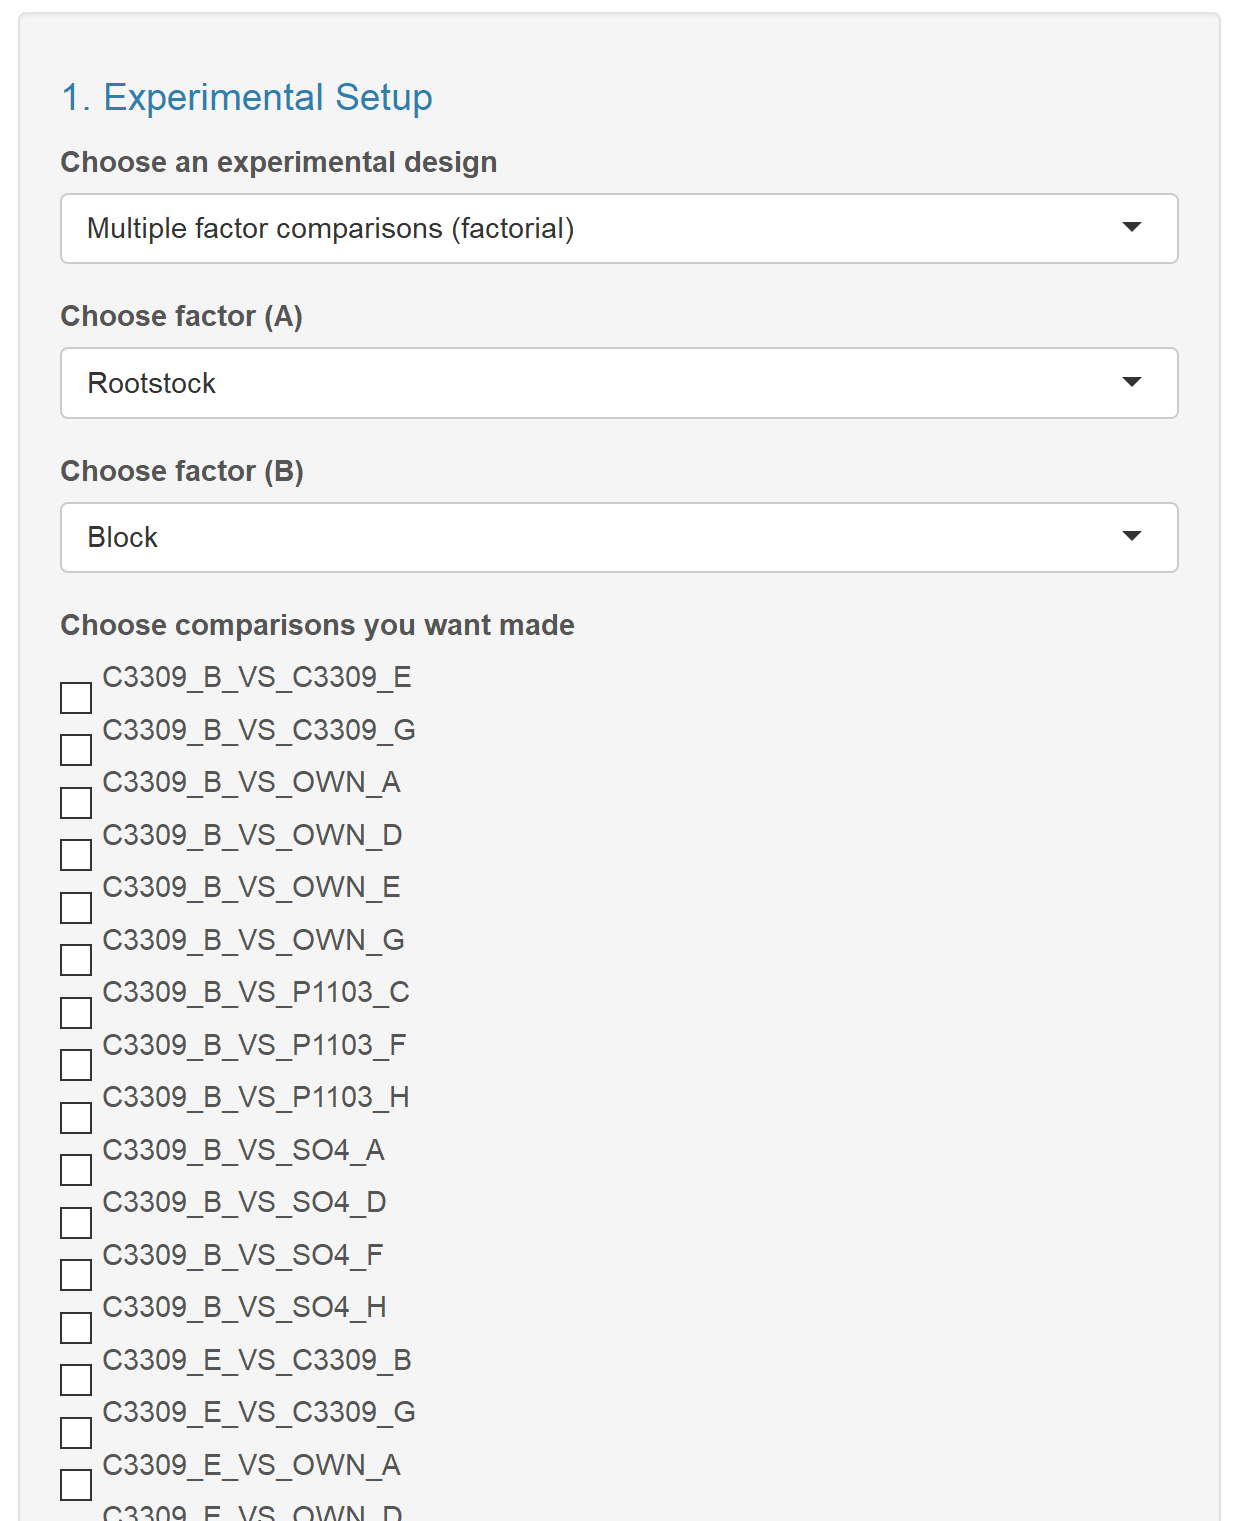 1. Experimental Setup
Choose an experimental design
Multiple factor comparisons (factorial)
Choose factor (A)
Rootstock
Choose factor (B)
Block
Choose comparisons you want made
C3309_B_VS_C3309_E
C3309_B_VS_C3309_G
C3309_B_VS_OWN_A
C3309_B_VS_OWN_D
C3309_B_VS_OWN_E
C3309_B_VS_OWN_G
C3309_B_VS_P1103_C
C3309_B_VS_P1103_F
C3309_B_VS_P1103_H
C3309_B_VS_SO4_A
C3309_B_VS_SO4_D
C3309_B_VS_SO4_F
C3309_B_VS_SO4_H
C3309_E_VS_C3309_B
C3309_E_VS_C3309_G
C3309_E_VS_OWN_A
C3309_E_VS_OWN_D